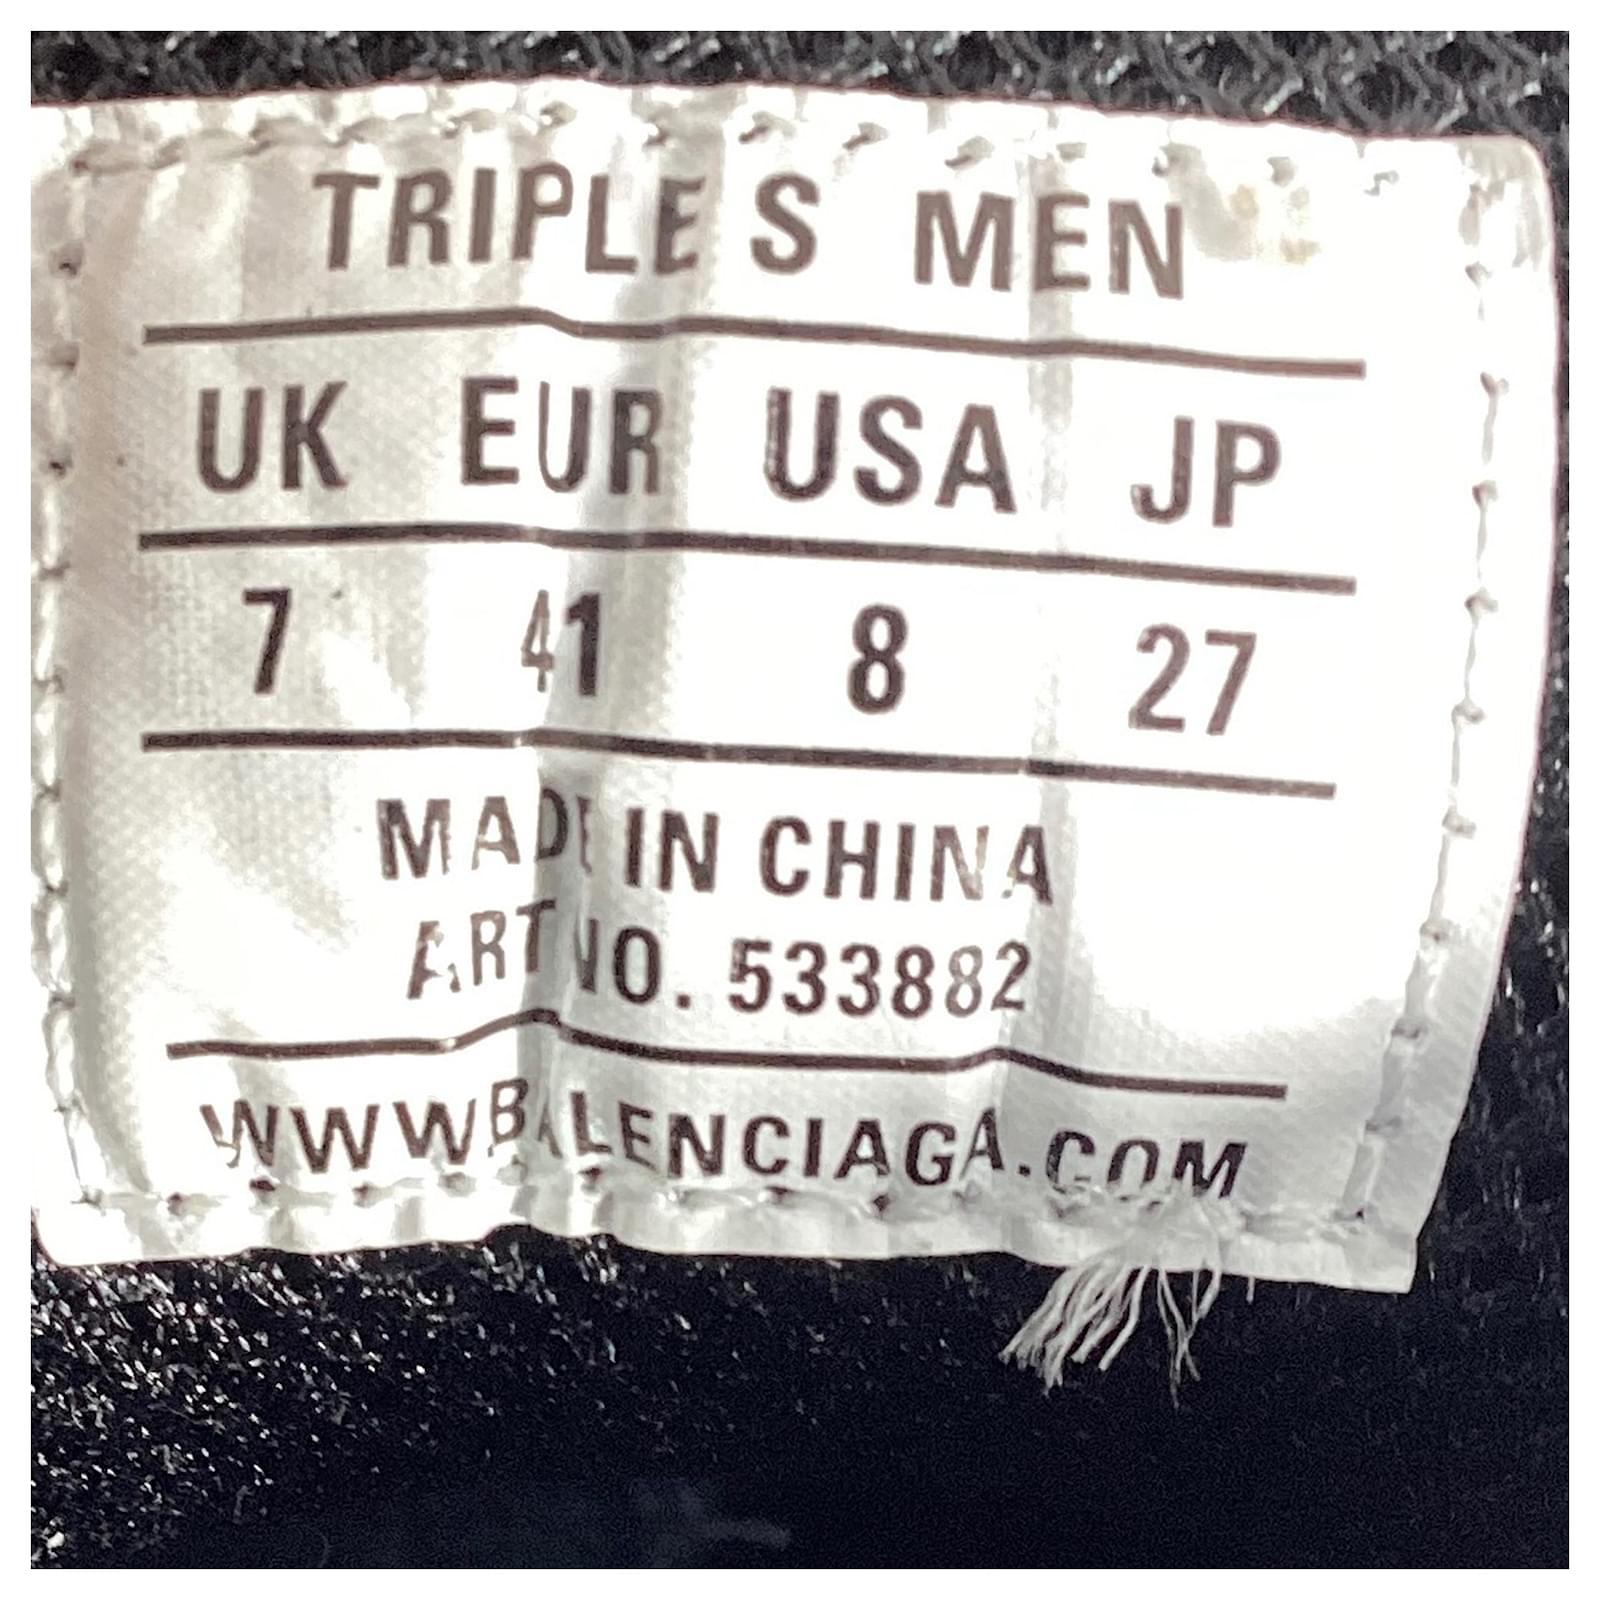 TRIPLE S MEN
UK EUR USA JP
7 41 8 27
MADE IN CHINA
ART NO. 533882
WWW.BALENCIAGA.COM